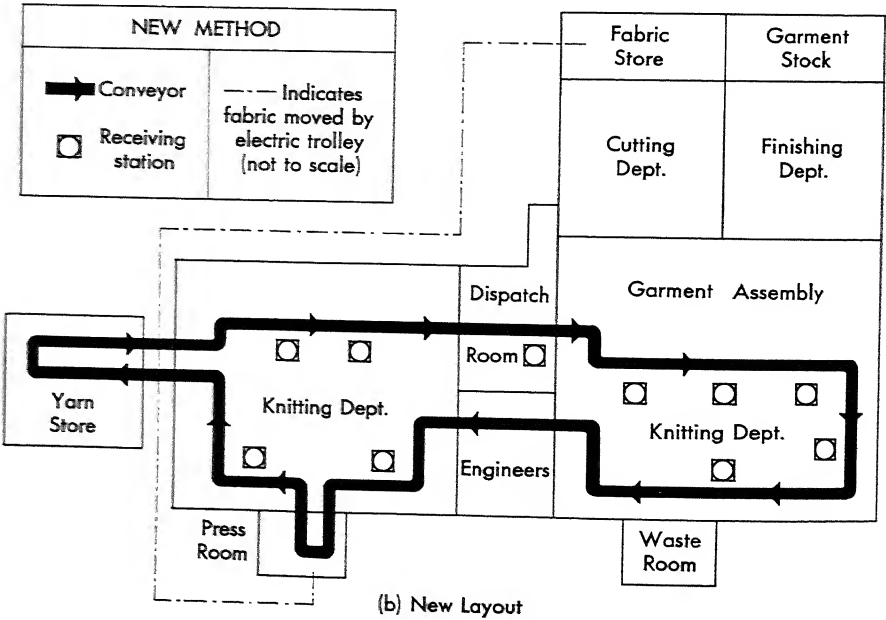 NEW METHOD
Conveyor
Receiving
station
Indicates
fabric moved by
electric trolley
(not to scale)
Fabric
Store
Garment
Stock
Cutting
Dept.
Finishing
Dept.
Dispatch
Room
Garment Assembly
Yarn
Store
Knitting Dept.
Knitting Dept.
Engineers
Press
Room
Waste
Room
(b) New Layout